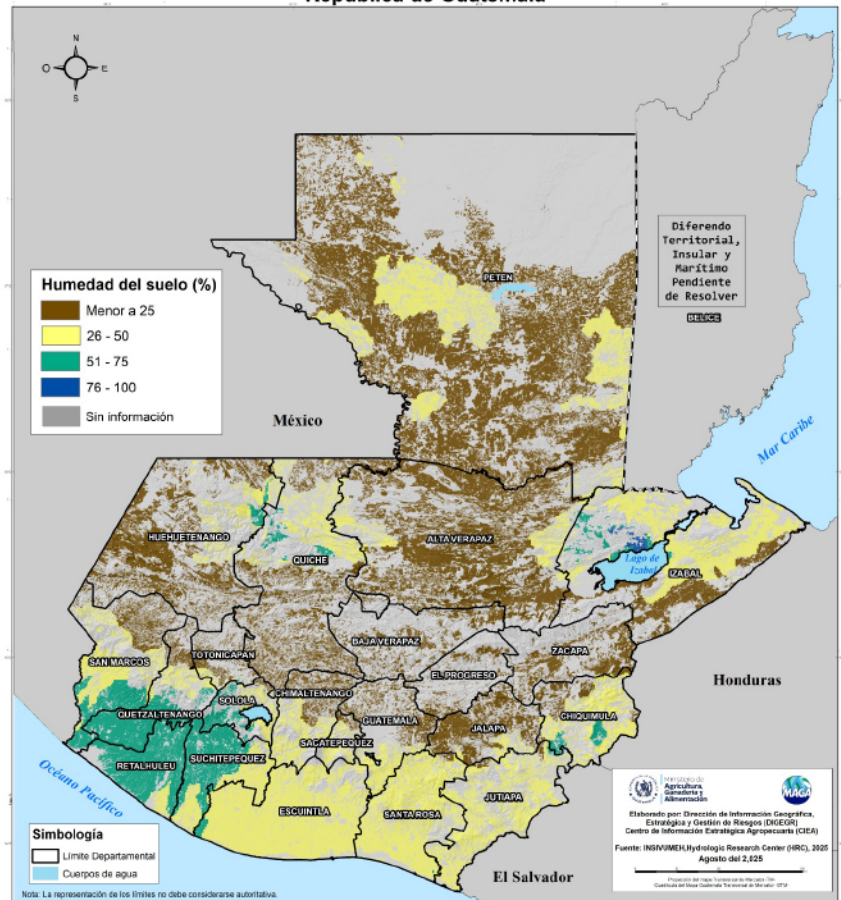 República de Guatemala
N
O
E
S
Diferendo
Territorial,
Insular y
Marítimo
Pendiente
de Resolver
BELICE
PETEN
Humedad del suelo (%)
Menor a 25
26 - 50
51 - 75
76 - 100
Sin información
México
Mar Caribe
HUEHUETENANGO
QUICHE
ALTA VERAPAZ
Lago de
Izabal
IZABAL
BAJA VERAPAZ
ZACAPA
TOTONICAPAN
SAN MARCOS
EL PROGRESO
Honduras
CHIMALTENANGO
SOLOLA
QUETZALTENANGO
GUATEMALA
CHIQUIMULA
JALAPA
SACATEPEQUEZ
SUCHITEPEQUEZ
RETALHULEU
Océano Pacífico
ESCUINTLA
SANTA ROSA
JUTIAPA
El Salvador
Simbología
Límite Departamental
Cuerpos de agua
Nota: La representación de los límites no debe considerarse autoritativa.
Ministerio de
Agricultura,
Ganadería y
Alimentación
MAGA
Elaborado por: Dirección de Información Geográfica,
Estratégica y Gestión de Riesgos (DIGEGR)
Centro de Información Estratégica Agropecuaria (CIEA)
Fuente: INSIVUMEH,Hydrologic Research Center (HRC), 2025
Agosto del 2,025